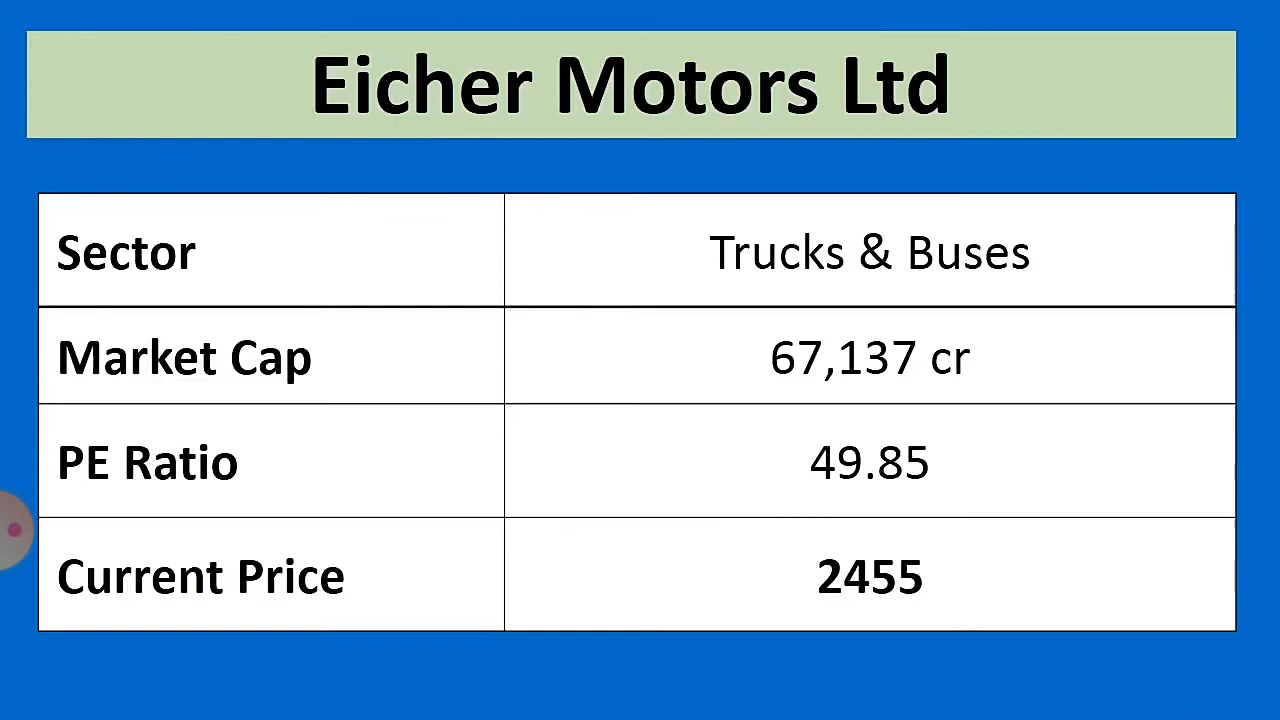 Eicher Motors Ltd
Sector Trucks & Buses
Market Cap 67,137 cr
PE Ratio 49.85
Current Price 2455